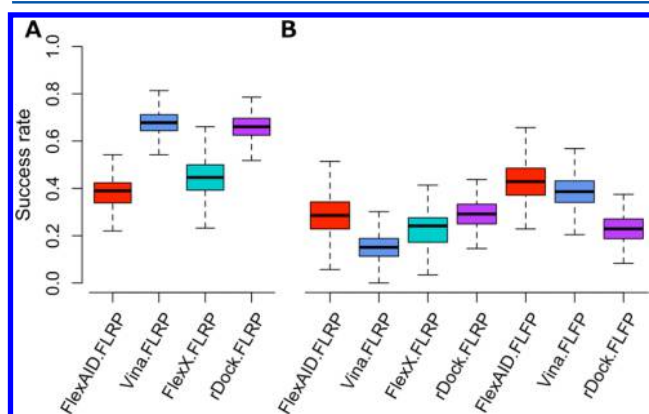 A
B
Success rate
1.0
0.8
0.6
0.4
0.2
0.0
FlexAID.FLRP
Vina.FLRP
FlexX.FLRP
rDock.FLRP
FlexAID.FLRP
Vina.FLRP
FlexX.FLRP
rDock.FLRP
FlexAID.FLFP
Vina.FLFP
rDock.FLFP